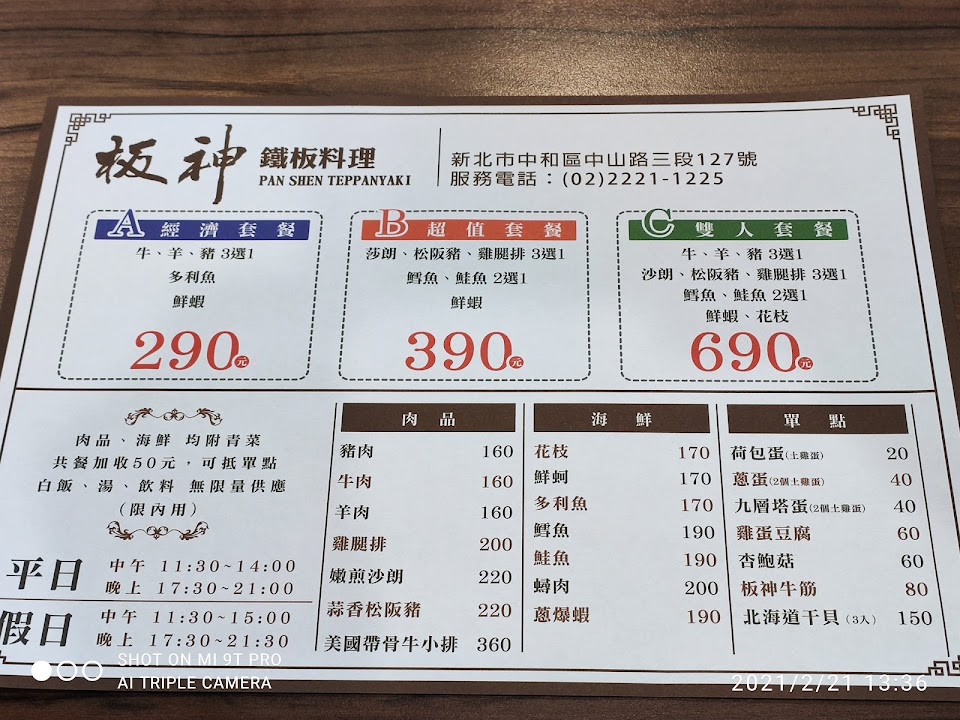 板神 鐵板料理
PAN SHEN TEPPANYAKI
新北市中和區中山路三段127號
服務電話：(02)2221-1225
A 經濟套餐
牛、羊、豬 3選1
多利魚
鮮蝦
290元
B 超值套餐
莎朗、松阪豬、雞腿排 3選1
鱈魚、鮭魚 2選1
鮮蝦
390元
C 雙人套餐
牛、羊、豬 3選1
沙朗、松阪豬、雞腿排 3選1
鱈魚、鮭魚 2選1
鮮蝦、花枝
690元
肉品、海鮮 均附青菜
共餐加收50元，可抵單點
白飯、湯、飲料 無限量供應
(限內用)
平日
中午 11:30~14:00
晚上 17:30~21:00
假日
中午 11:30~15:00
晚上 17:30~21:30
肉品
豬肉 160
牛肉 160
羊肉 160
雞腿排 200
嫩煎沙朗 220
蒜香松阪豬 220
美國帶骨牛小排 360
海鮮
花枝 170
鮮蚵 170
多利魚 170
鱈魚 190
鮭魚 190
蟳肉 200
蔥爆蝦 190
單點
荷包蛋(土雞蛋) 20
蔥蛋(2個土雞蛋) 40
九層塔蛋(2個土雞蛋) 40
雞蛋豆腐 60
杏鮑菇 60
板神牛筋 80
北海道干貝(3入) 150
SHOT ON MI 9T PRO
AI TRIPLE CAMERA
2021/2/21 13:36